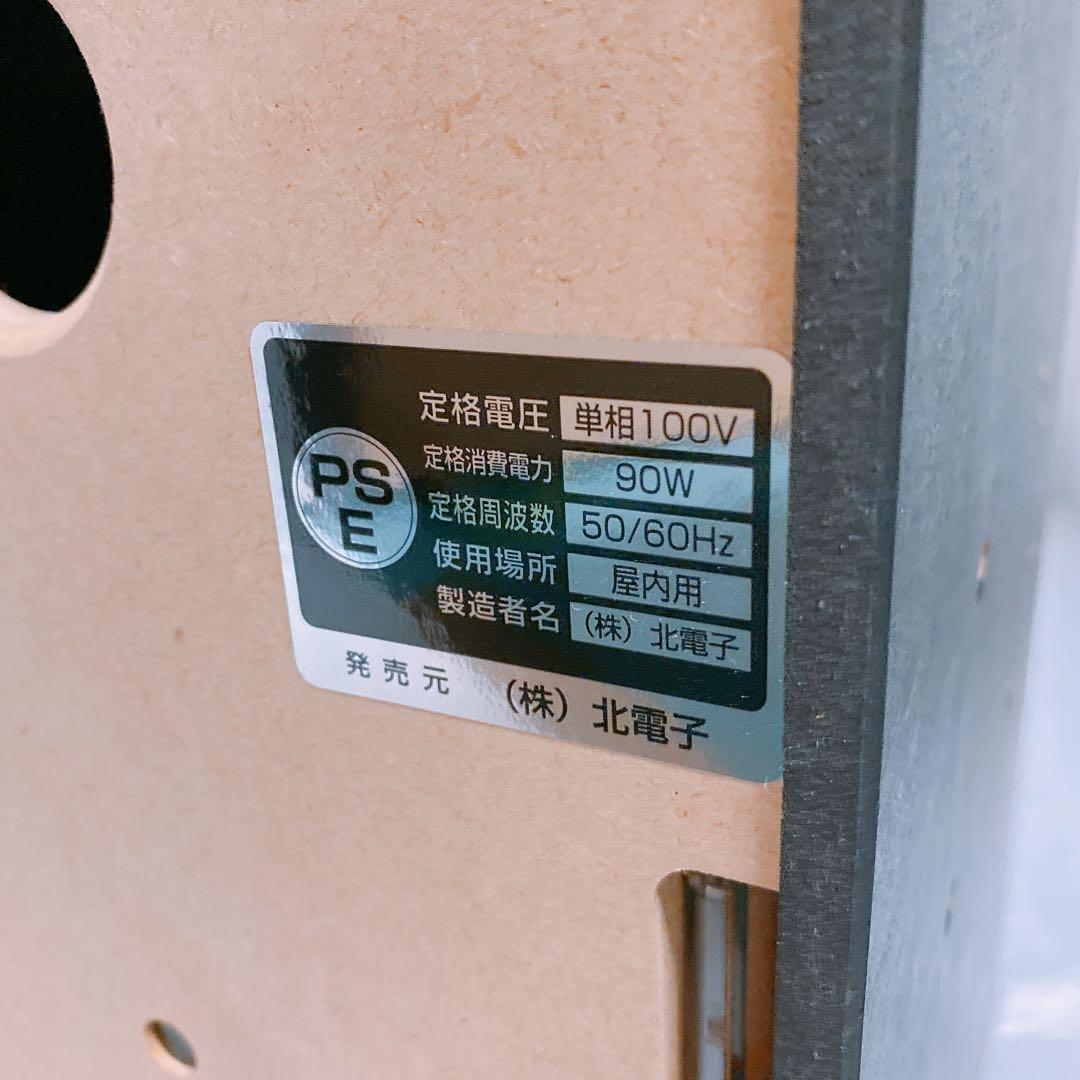 PS
E
定格電圧 単相100V
定格消費電力 90W
定格周波数 50/60Hz
使用場所 屋内用
製造者名 (株) 北電子
発売元 (株) 北電子